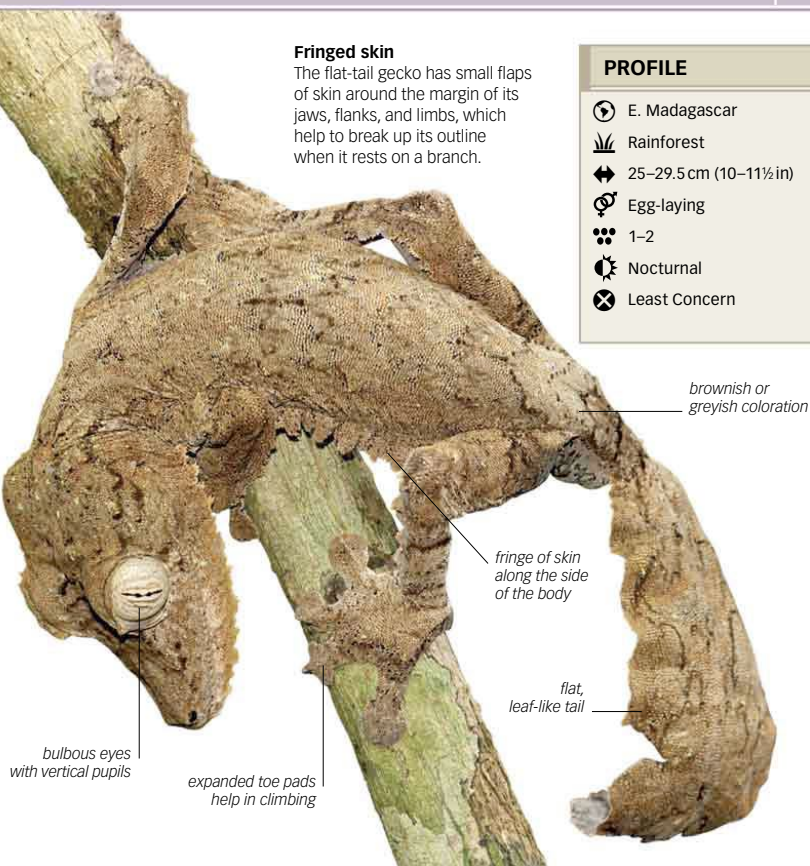 Fringed skin
The flat-tail gecko has small flaps
of skin around the margin of its
jaws, flanks, and limbs, which
help to break up its outline
when it rests on a branch.
PROFILE
E. Madagascar
Rainforest
25–29.5 cm (10–11½ in)
Egg-laying
1–2
Nocturnal
Least Concern
brownish or
greyish coloration
fringe of skin
along the side
of the body
flat,
leaf-like tail
bulbous eyes
with vertical pupils
expanded toe pads
help in climbing